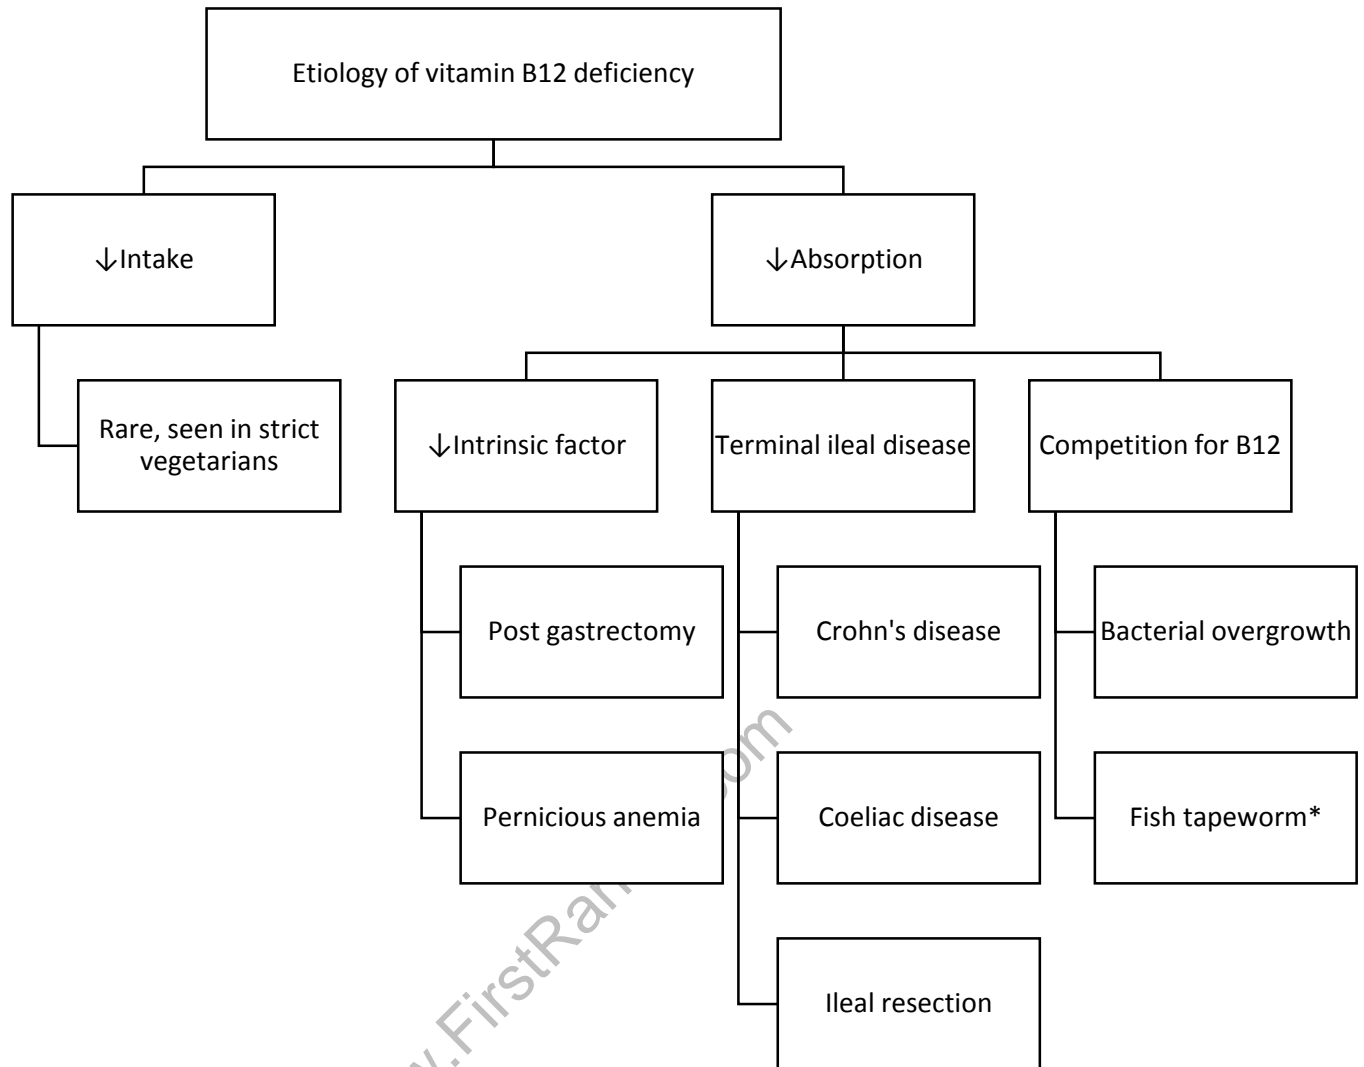 Etiology of vitamin B12 deficiency
↓Intake
↓Absorption
Rare, seen in strict
vegetarians
↓Intrinsic factor
Terminal ileal disease
Competition for B12
Post gastrectomy
Crohn's disease
Bacterial overgrowth
Pernicious anemia
Coeliac disease
Fish tapeworm*
Ileal resection